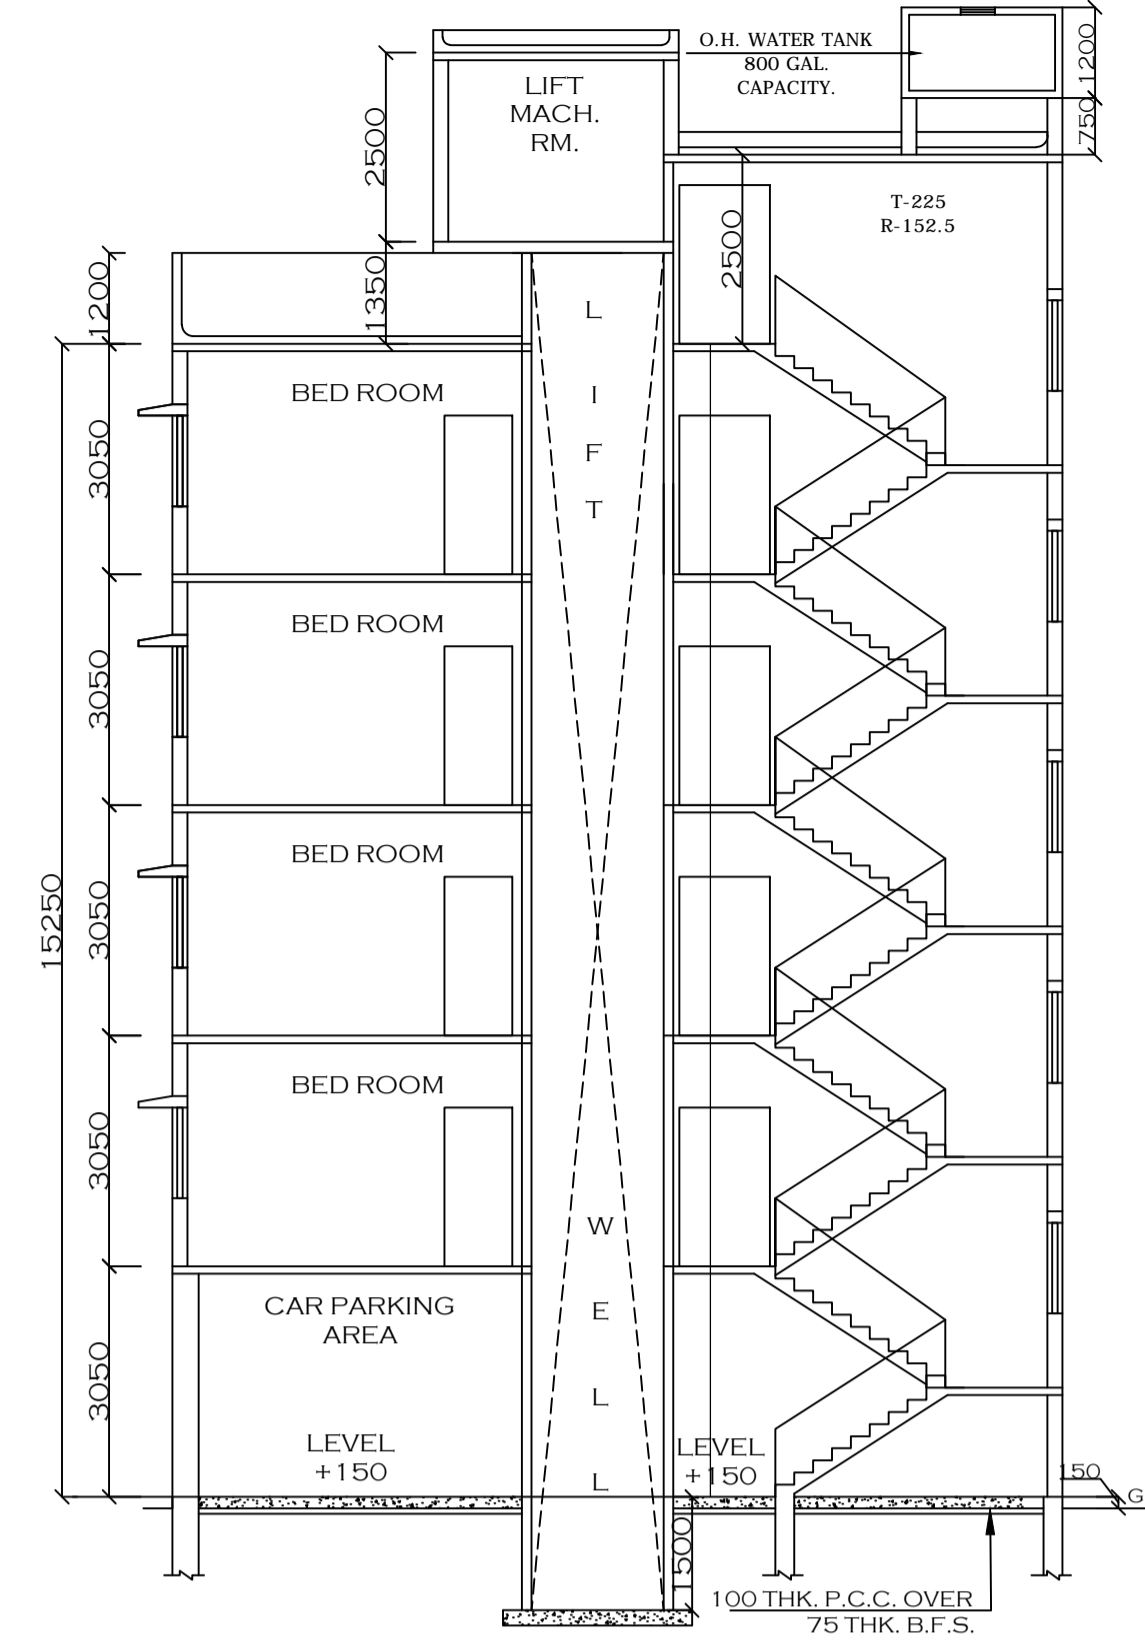 O.H. WATER TANK
800 GAL.
CAPACITY.
1200
750
LIFT
MACH.
RM.
2500
T-225
R-152.5
2500
1200
1350
L
I
F
T
BED ROOM
3050
BED ROOM
3050
BED ROOM
3050
15250
BED ROOM
3050
W
E
L
L
CAR PARKING
AREA
3050
LEVEL
+150
LEVEL
+150
150
G
1500
100 THK. P.C.C. OVER
75 THK. B.F.S.